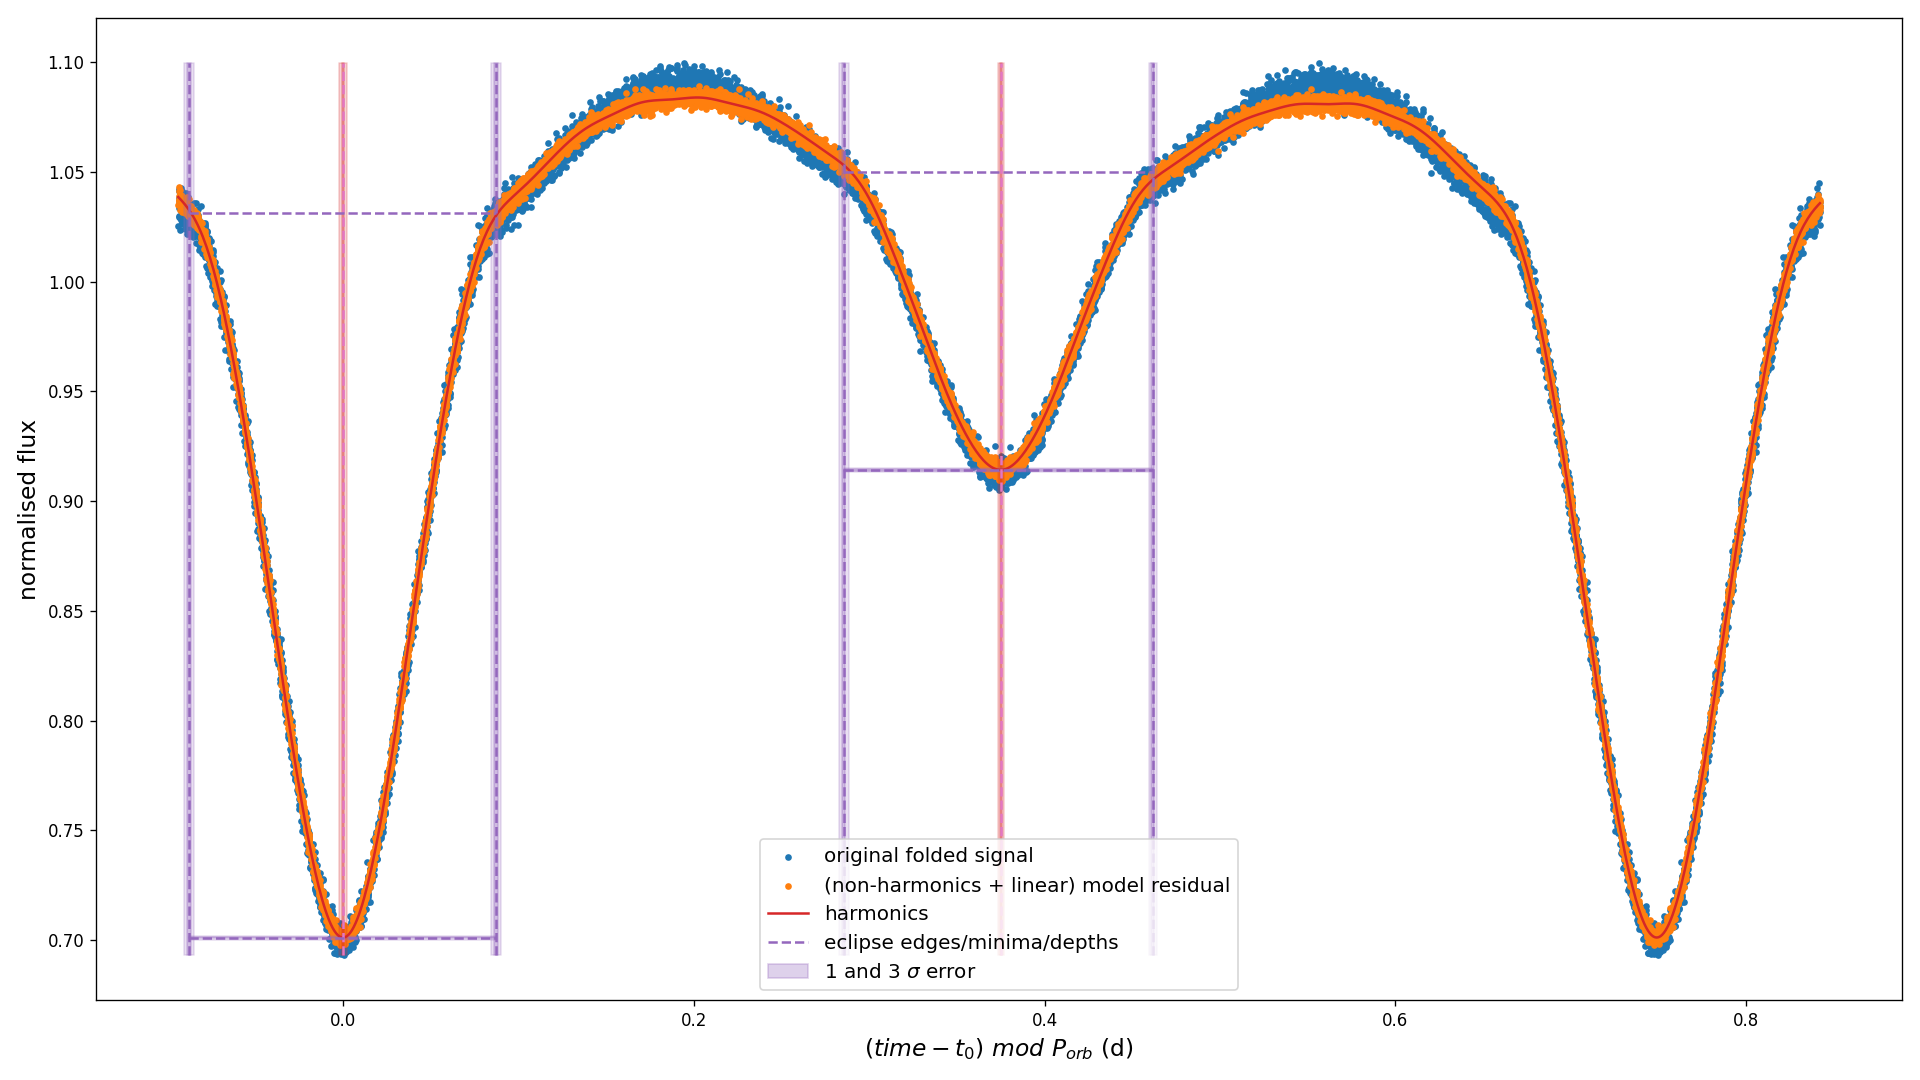 normalised flux
1.10
1.05
1.00
0.95
0.90
0.85
0.80
0.75
0.70
original folded signal
(non-harmonics + linear) model residual
harmonics
eclipse edges/minima/depths
1 and 3 σ error
0.0 0.2 0.4 0.6 0.8
(time − t₀) mod Pₒᵣb (d)